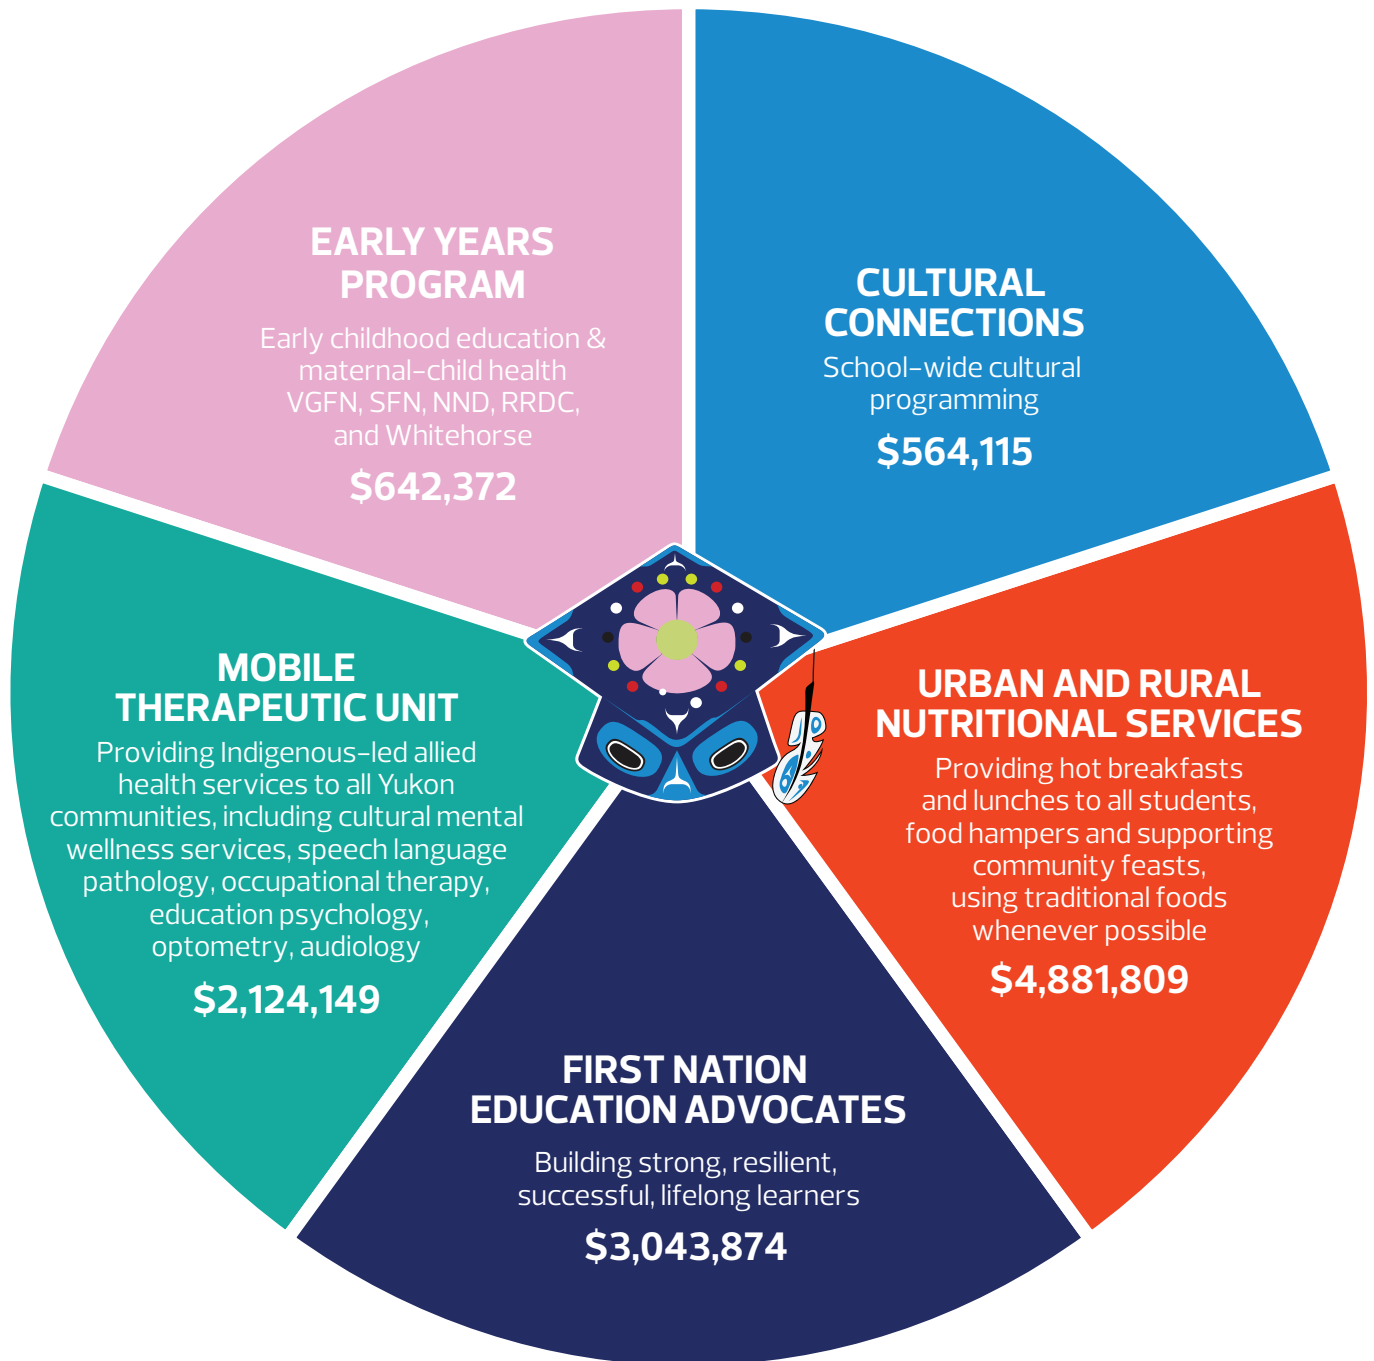 EARLY YEARS
PROGRAM
Early childhood education &
maternal-child health
VGFN, SFN, NND, RRDC,
and Whitehorse
$642,372
CULTURAL
CONNECTIONS
School-wide cultural
programming
$564,115
MOBILE
THERAPEUTIC UNIT
Providing Indigenous-led allied
health services to all Yukon
communities, including cultural mental
wellness services, speech language
pathology, occupational therapy,
education psychology,
optometry, audiology
$2,124,149
URBAN AND RURAL
NUTRITIONAL SERVICES
Providing hot breakfasts
and lunches to all students,
food hampers and supporting
community feasts,
using traditional foods
whenever possible
$4,881,809
FIRST NATION
EDUCATION ADVOCATES
Building strong, resilient,
successful, lifelong learners
$3,043,874